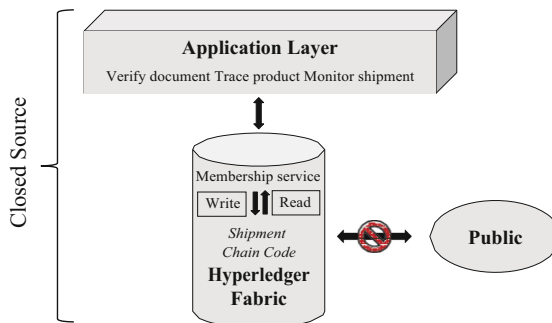 Closed Source
Application Layer
Verify document Trace product Monitor shipment
Membership service
Write
Read
Shipment
Chain Code
Hyperledger
Fabric
Public